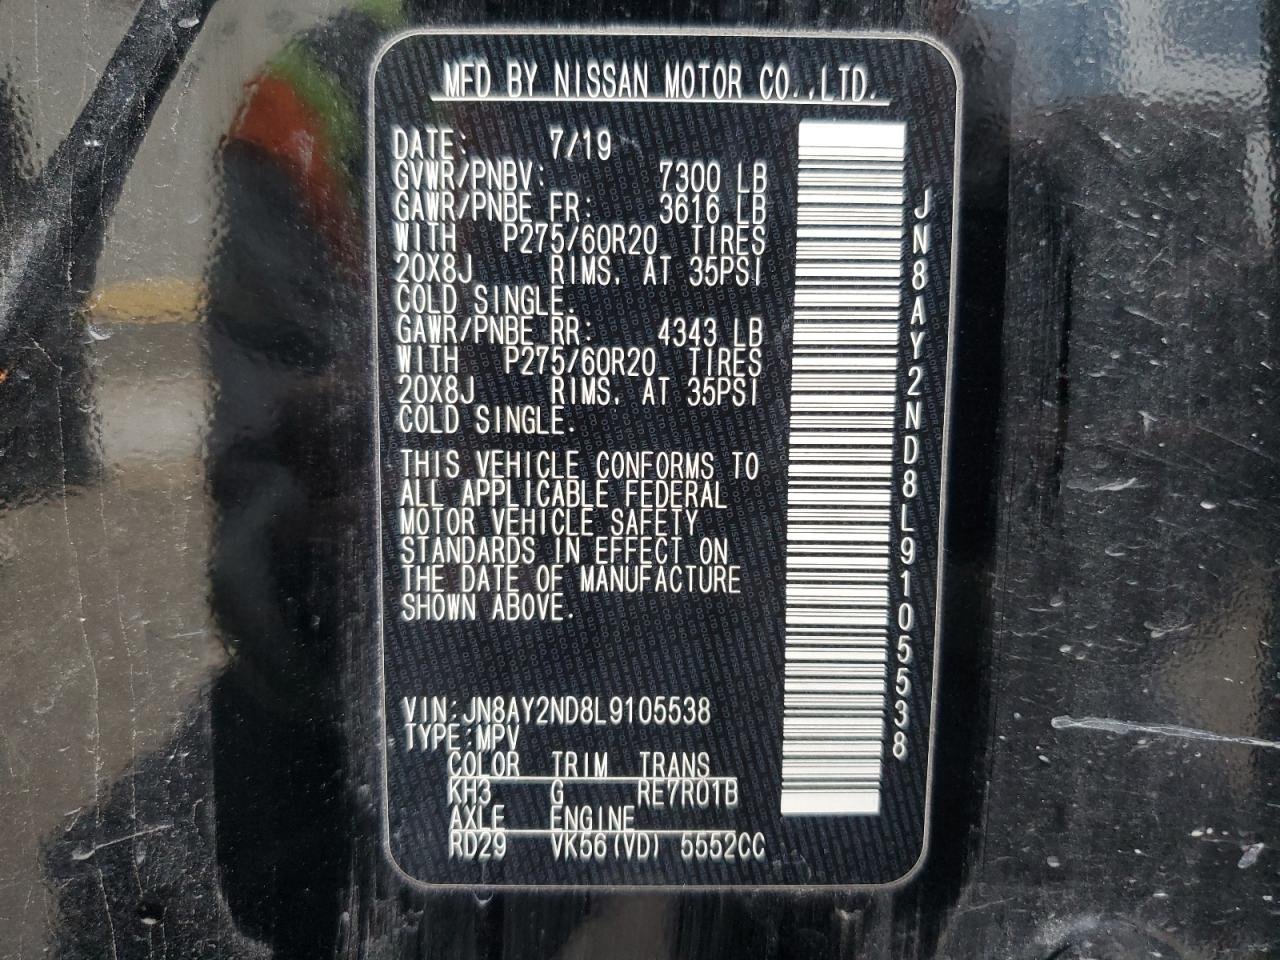 MFD BY NISSAN MOTOR CO.,LTD.
DATE: 7/19
GVWR/PNBV: 7300 LB
GAWR/PNBE FR: 3616 LB
WITH P275/60R20 TIRES
20X8J RIMS. AT 35PSI
COLD SINGLE.
GAWR/PNBE RR: 4343 LB
WITH P275/60R20 TIRES
20X8J RIMS. AT 35PSI
COLD SINGLE.
THIS VEHICLE CONFORMS TO
ALL APPLICABLE FEDERAL
MOTOR VEHICLE SAFETY
STANDARDS IN EFFECT ON
THE DATE OF MANUFACTURE
SHOWN ABOVE.
VIN:JN8AY2ND8L9105538
TYPE:MPV
COLOR TRIM TRANS
KH3 G RE7R01B
AXLE ENGINE
RD29 VK56(VD) 5552CC
JN8AY2ND8L9105538